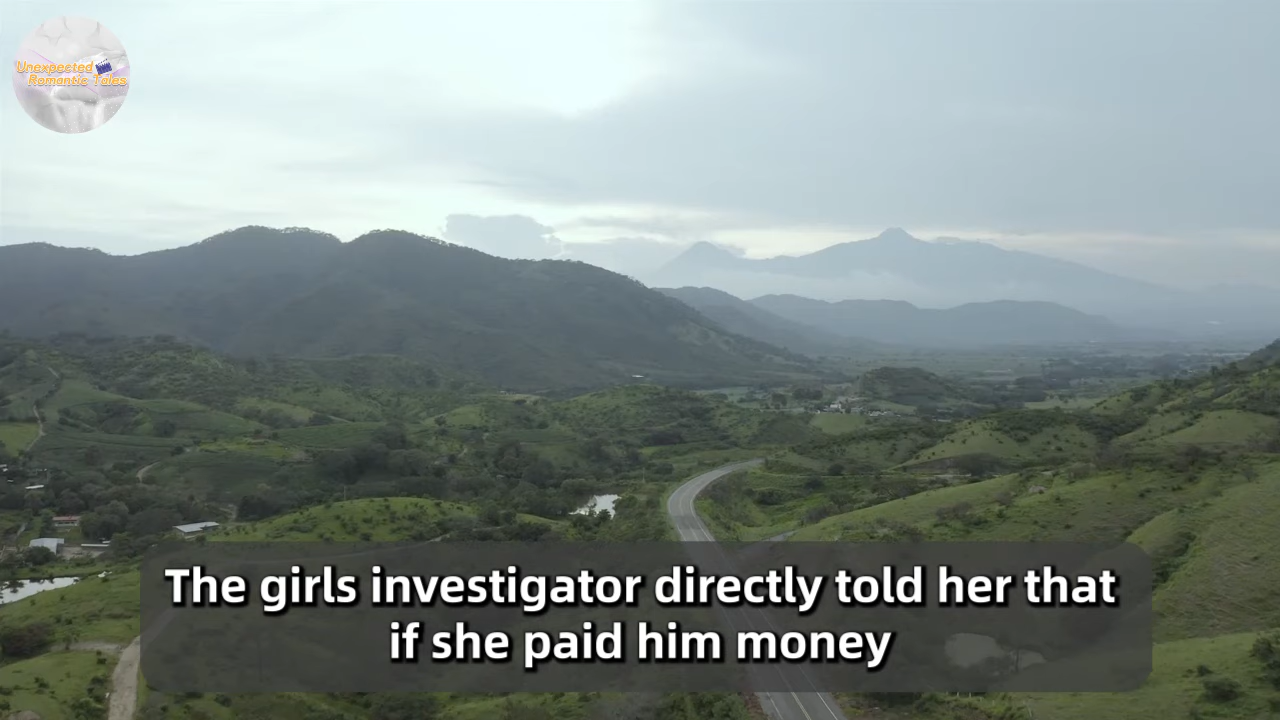 Unexpected
Romantic Tales
The girls investigator directly told her that
if she paid him money